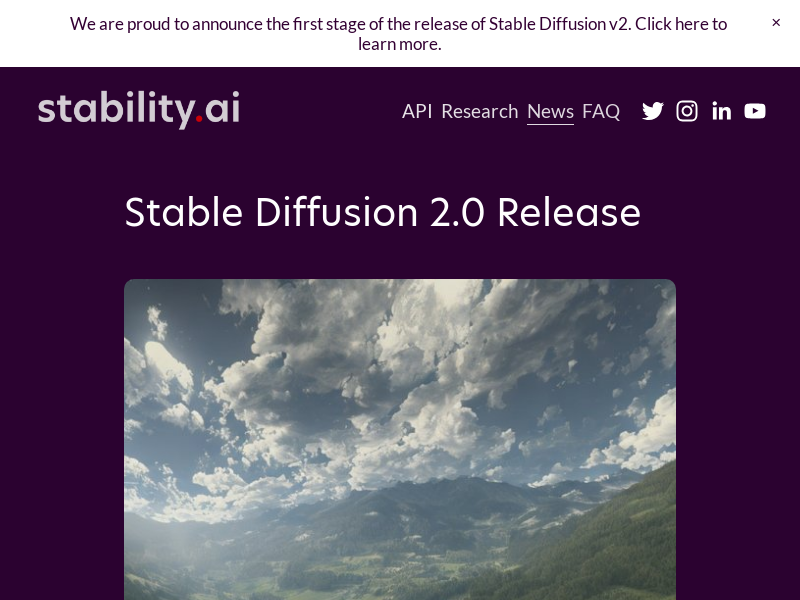 We are proud to announce the first stage of the release of Stable Diffusion v2. Click here to
learn more.
×
stability.ai
API Research News FAQ
Stable Diffusion 2.0 Release